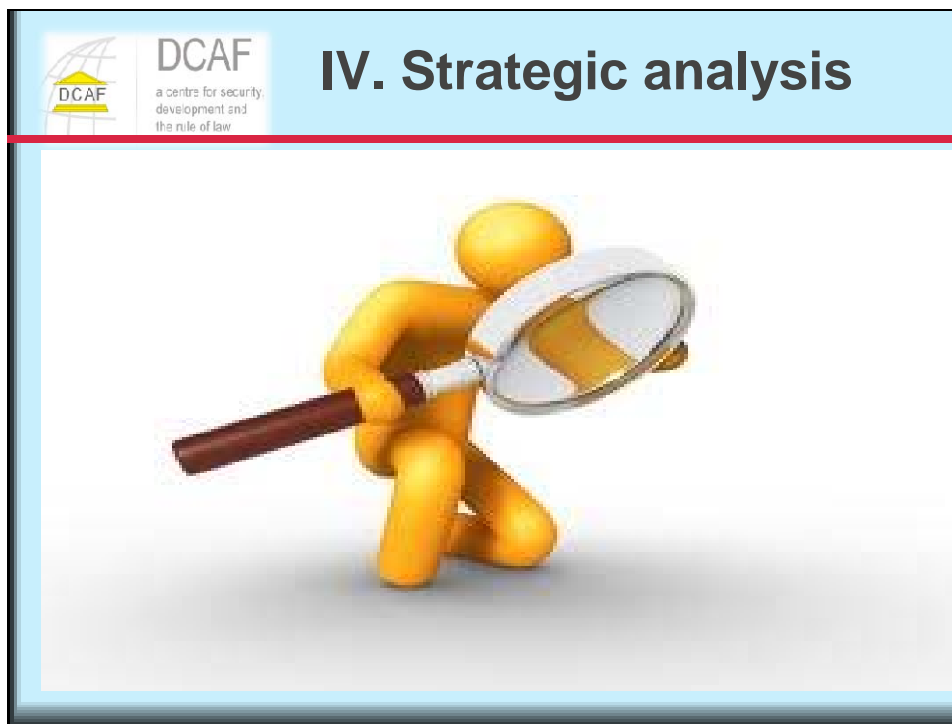 DCAF
DCAF
a centre for security,
development and
the rule of law
IV. Strategic analysis